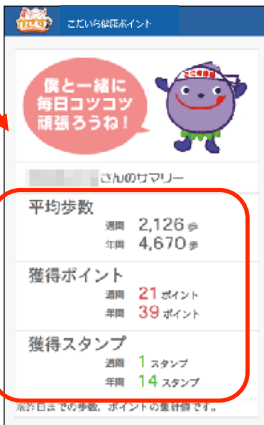 こだいら健康ポイント
僕と一緒に
毎日コツコツ
頑張ろうね!
さんのサマリー
平均歩数
週間 2,126 歩
年間 4,670 歩
獲得ポイント
週間 21 ポイント
年間 39 ポイント
獲得スタンプ
週間 1 スタンプ
年間 14 スタンプ
※昨日までの歩数、ポイントの集計値です。